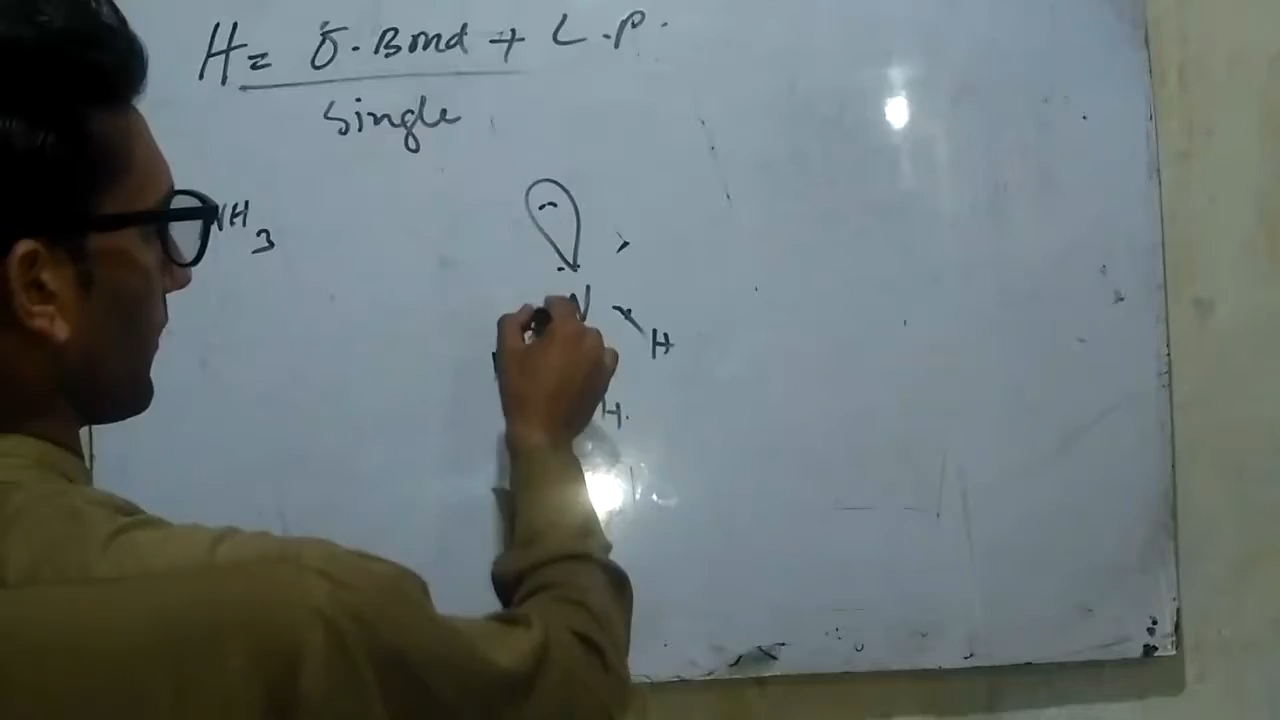 H = σ. Bond + L.P.
single
NH3
N
H
H.